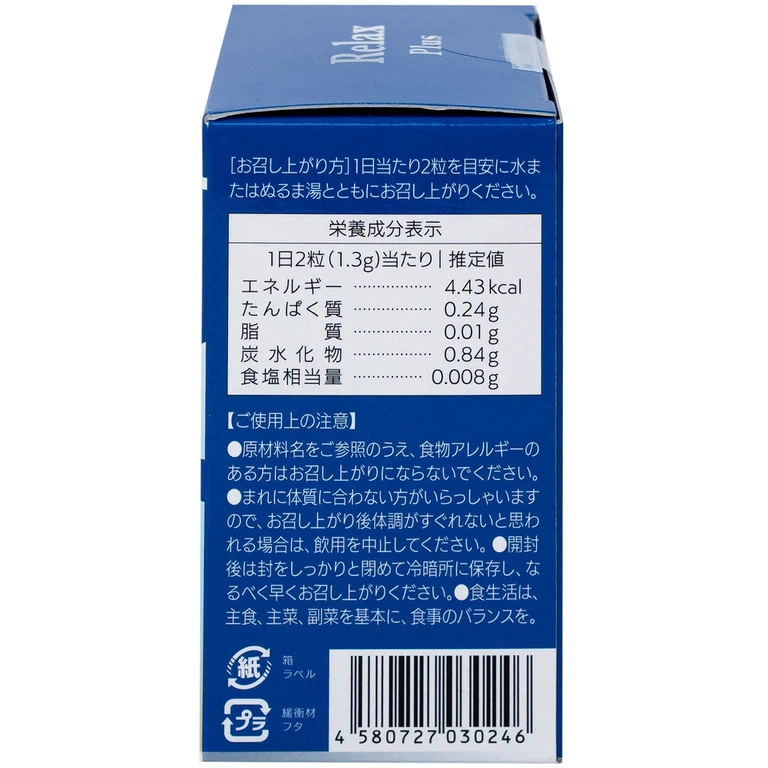 Relax
Plus
[お召し上がり方]1日当たり2粒を目安に水ま
たはぬるま湯とともにお召し上がりください。
栄養成分表示
1日2粒(1.3g)当たり|推定値
エネルギー ················ 4.43kcal
たんぱく質 ················ 0.24g
脂質 ················ 0.01g
炭水化物 ················ 0.84g
食塩相当量 ·············· 0.008g
【ご使用上の注意】
●原材料名をご参照のうえ、食物アレルギーの
ある方はお召し上がりにならないでください。
●まれに体質に合わない方がいらっしゃいます
ので、お召し上がり後体調がすぐれないと思わ
れる場合は、飲用を中止してください。●開封
後は封をしっかりと閉めて冷暗所に保存し、な
るべく早くお召し上がりください。●食生活は、
主食、主菜、副菜を基本に、食事のバランスを。
紙
箱
ラベル
プラ
緩衝材
フタ
4 580727 030246